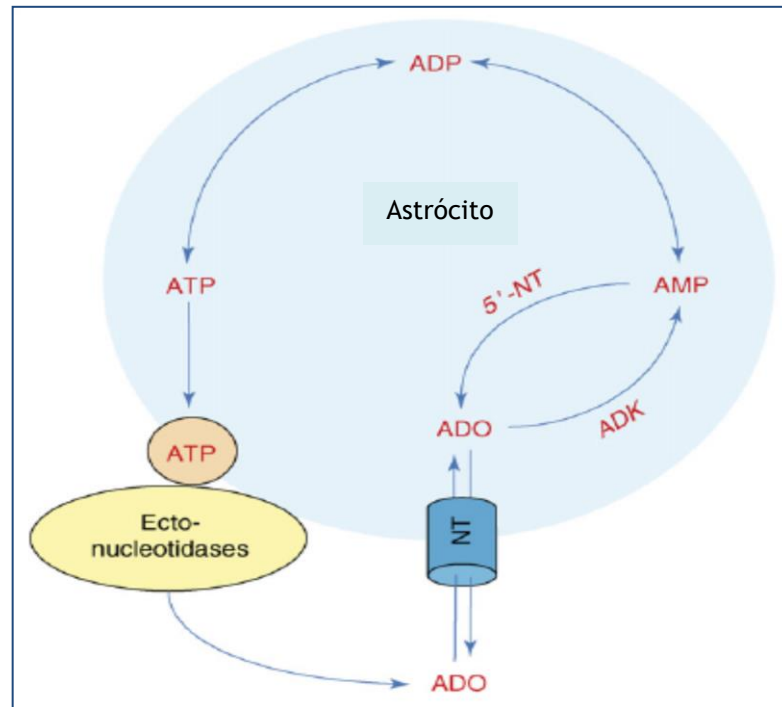 ADP
Astrócito
ATP
AMP
5'-NT
ADO
ADK
ATP
Ecto-
nucleotidases
NT
ADO